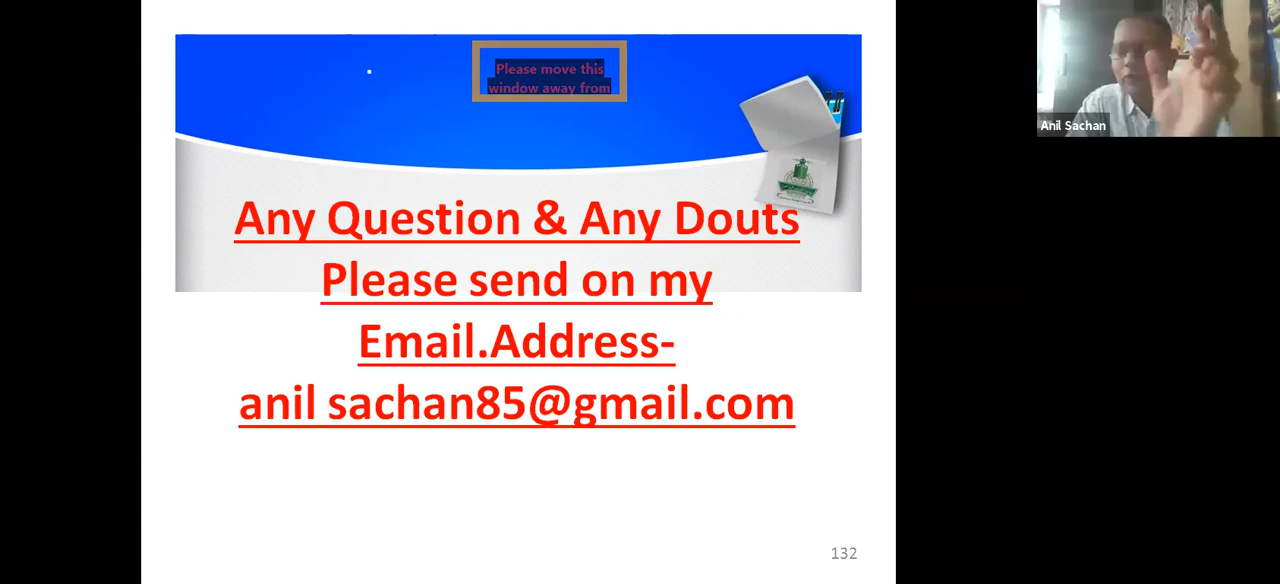 Please move this
window away from
Anil Sachan
Any Question & Any Douts
Please send on my
Email.Address-
anil sachan85@gmail.com
132